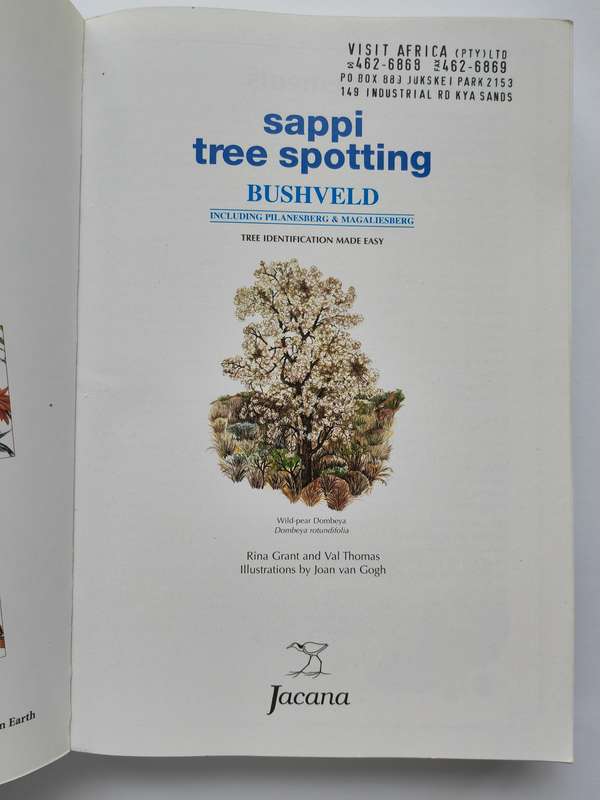 VISIT AFRICA (PTY) LTD
☏ 462-6868 FAX 462-6869
PO BOX 883 JUKSKEI PARK 2153
149 INDUSTRIAL RD KYA SANDS
sappi
tree spotting
BUSHVELD
INCLUDING PILANESBERG & MAGALIESBERG
TREE IDENTIFICATION MADE EASY
Wild-pear Dombeya
Dombeya rotundifolia
Rina Grant and Val Thomas
Illustrations by Joan van Gogh
Jacana
n Earth